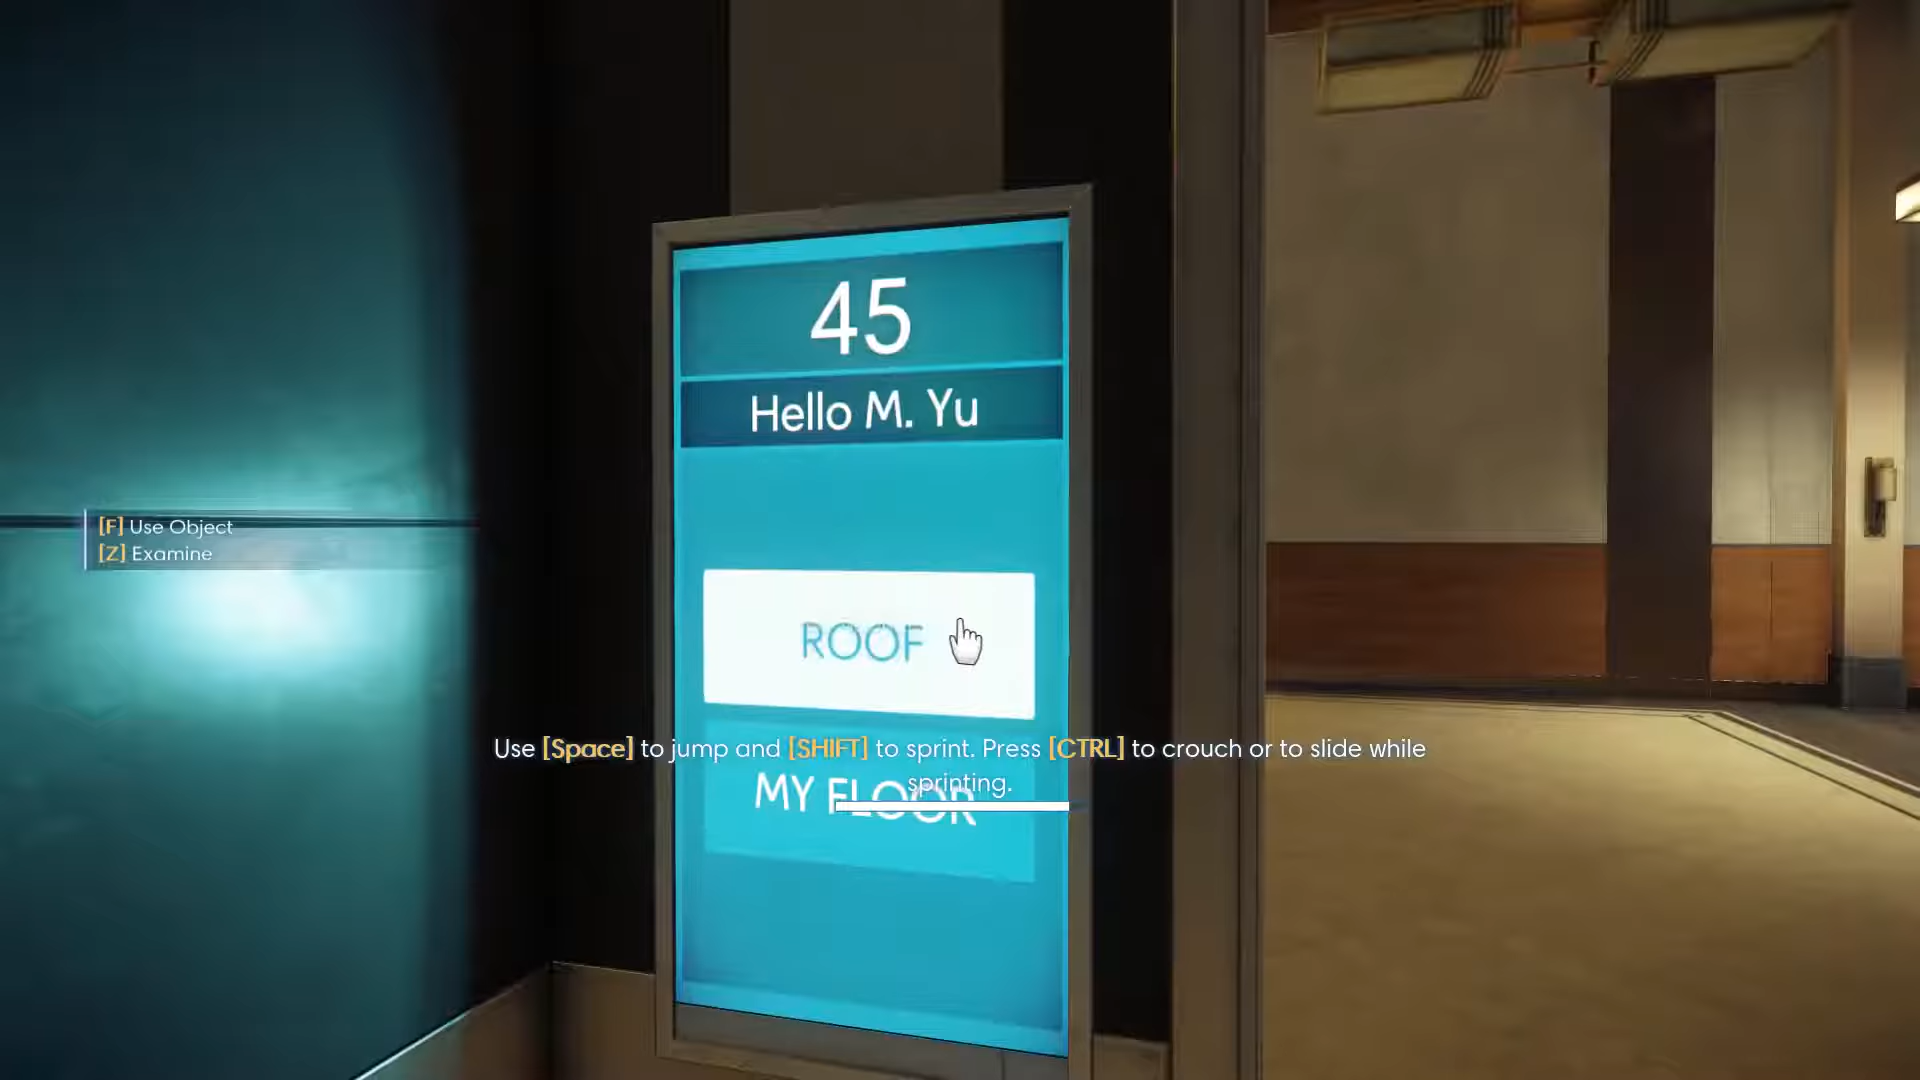 45
Hello M. Yu
[F] Use Object
[Z] Examine
ROOF
Use [Space] to jump and [SHIFT] to sprint. Press [CTRL] to crouch or to slide while
sprinting.
MY FLOOR